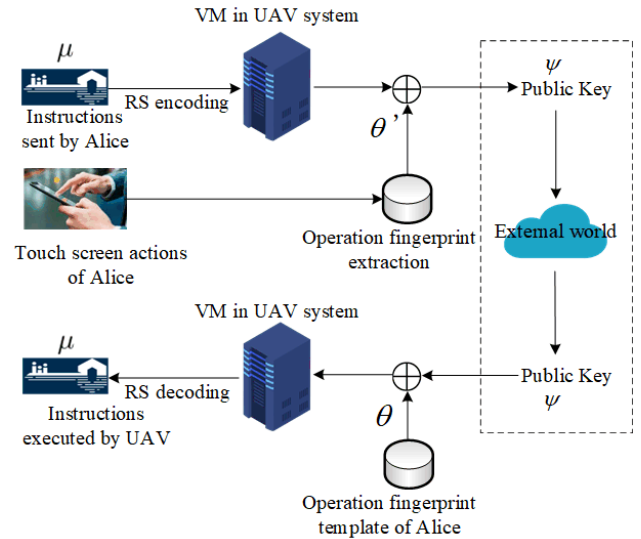 VM in UAV system
μ
RS encoding
Instructions
sent by Alice
θ'
ψ
Public Key
Touch screen actions
of Alice
Operation fingerprint
extraction
External world
VM in UAV system
μ
RS decoding
Instructions
executed by UAV
θ
Public Key
ψ
Operation fingerprint
template of Alice